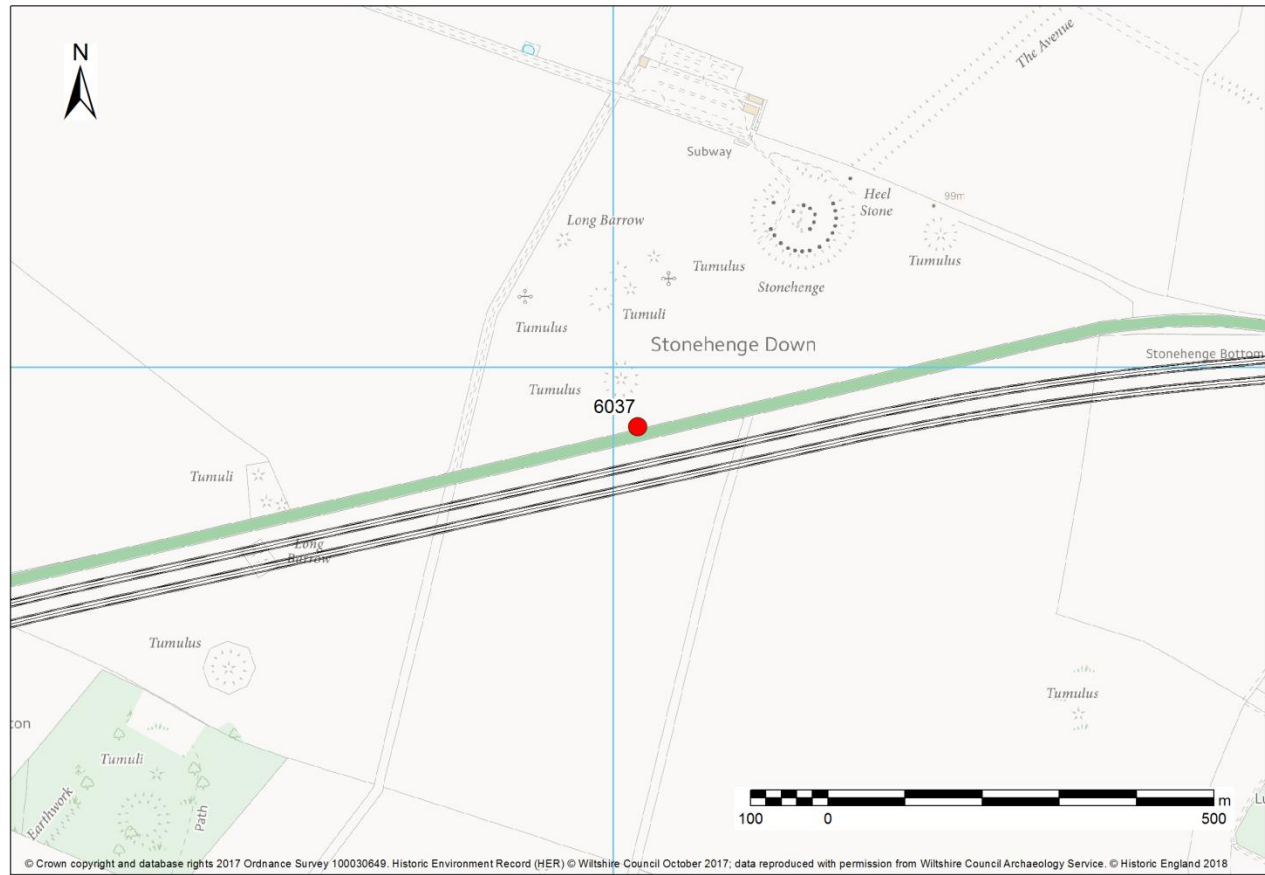 N
The Avenue
Subway
Heel
Stone
99m
Long Barrow
Tumulus
Tumulus
Stonehenge
Tumulus
Tumuli
Stonehenge Down
Stonehenge Bottom
Tumulus
6037
Tumuli
Long
Barrow
Tumulus
Tumulus
ton
Tumuli
Earthwork
Path
Lu
100 0 500 m
© Crown copyright and database rights 2017 Ordnance Survey 100030649. Historic Environment Record (HER) © Wiltshire Council October 2017; data reproduced with permission from Wiltshire Council Archaeology Service. © Historic England 2018